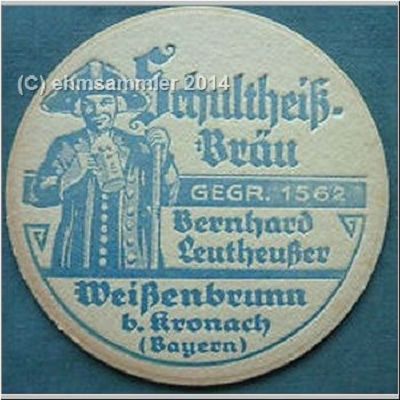 (C) ehmsammler 2014
Schultheiß-
Bräu
GEGR. 1562
Bernhard
Leutheußer
Weißenbrunn
b. Kronach
(Bayern)